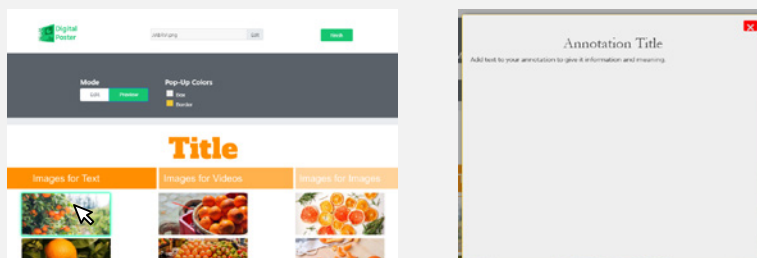 Digital
Poster
Edit
Mode
Pop-Up Colors
Edit
Preview
Box
Border
Title
Images for Text
Images for Videos
Images for Images
X
Annotation Title
Add text to your annotation to give it information and meaning.